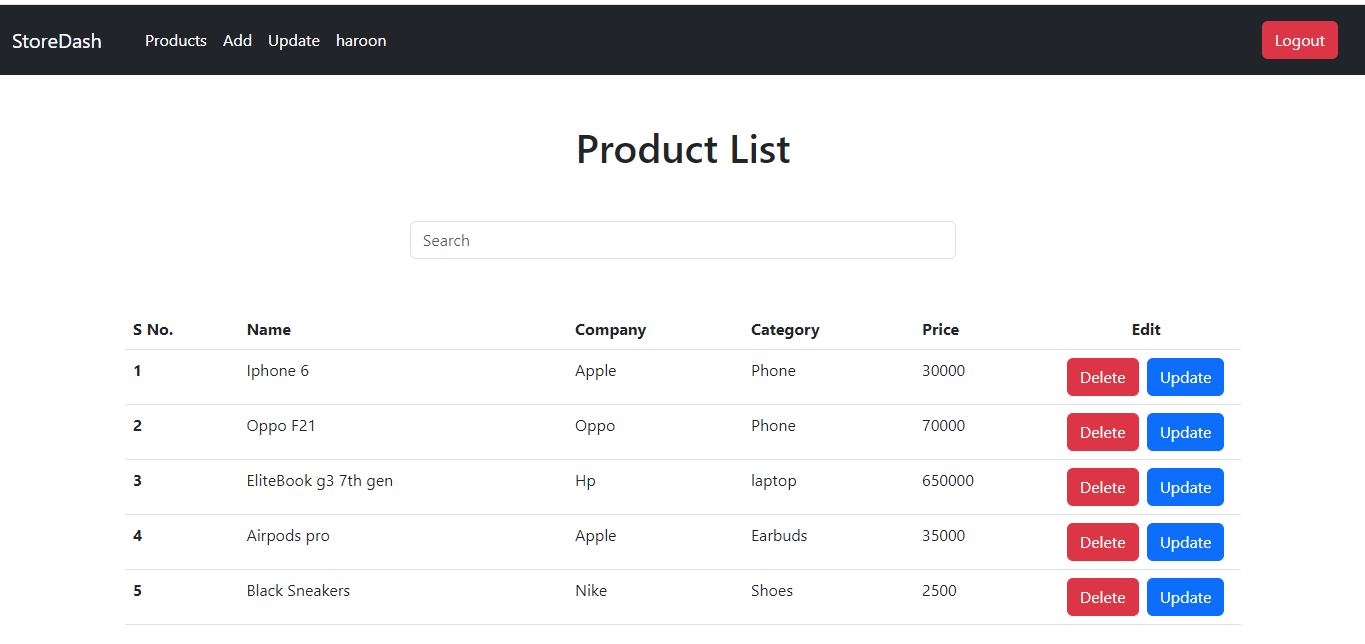 StoreDash Products Add Update haroon Logout
Product List
Search
S No. Name Company Category Price Edit
1 Iphone 6 Apple Phone 30000 Delete Update
2 Oppo F21 Oppo Phone 70000 Delete Update
3 EliteBook g3 7th gen Hp laptop 650000 Delete Update
4 Airpods pro Apple Earbuds 35000 Delete Update
5 Black Sneakers Nike Shoes 2500 Delete Update